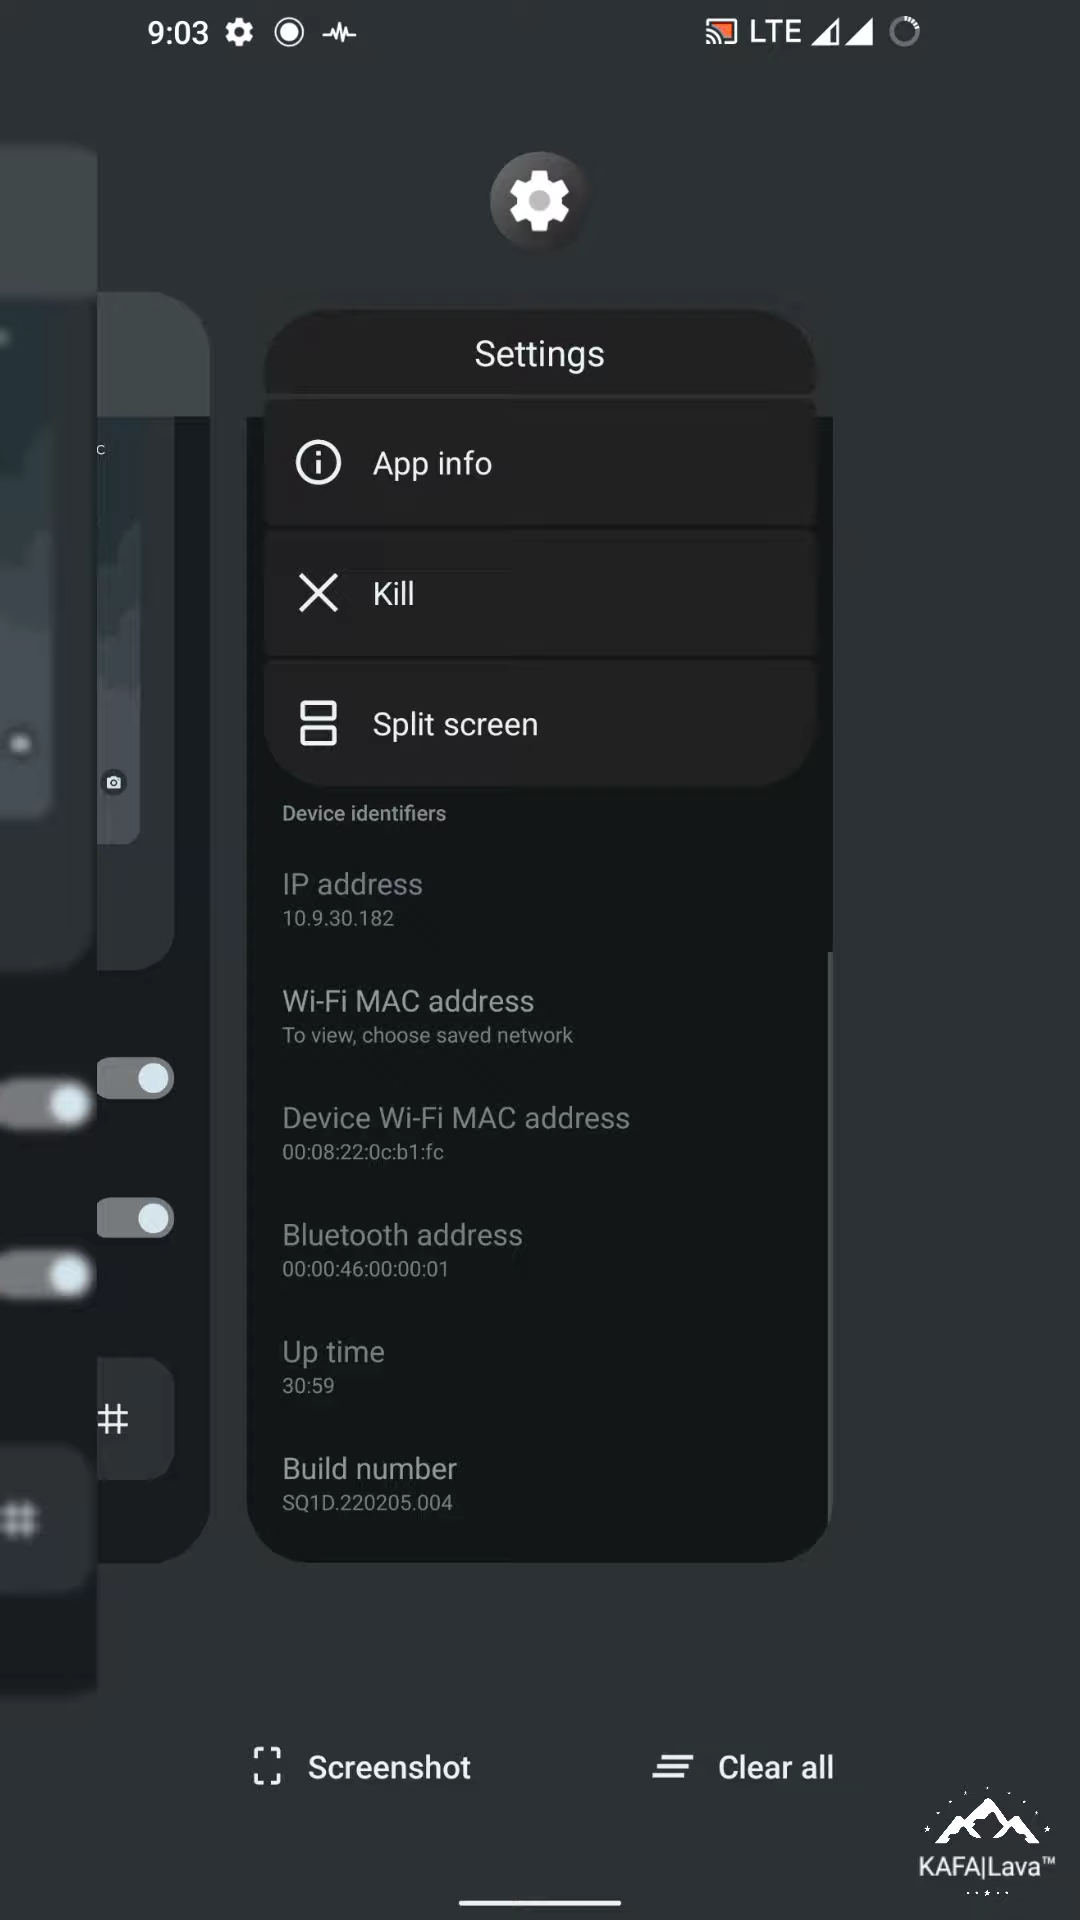 9:03
LTE
Settings
App info
Kill
Split screen
c
Device identifiers
IP address
10.9.30.182
Wi-Fi MAC address
To view, choose saved network
Device Wi-Fi MAC address
00:08:22:0c:b1:fc
Bluetooth address
00:00:46:00:00:01
Up time
30:59
#
Build number
SQ1D.220205.004
#
Screenshot
Clear all
KAFA|Lava™